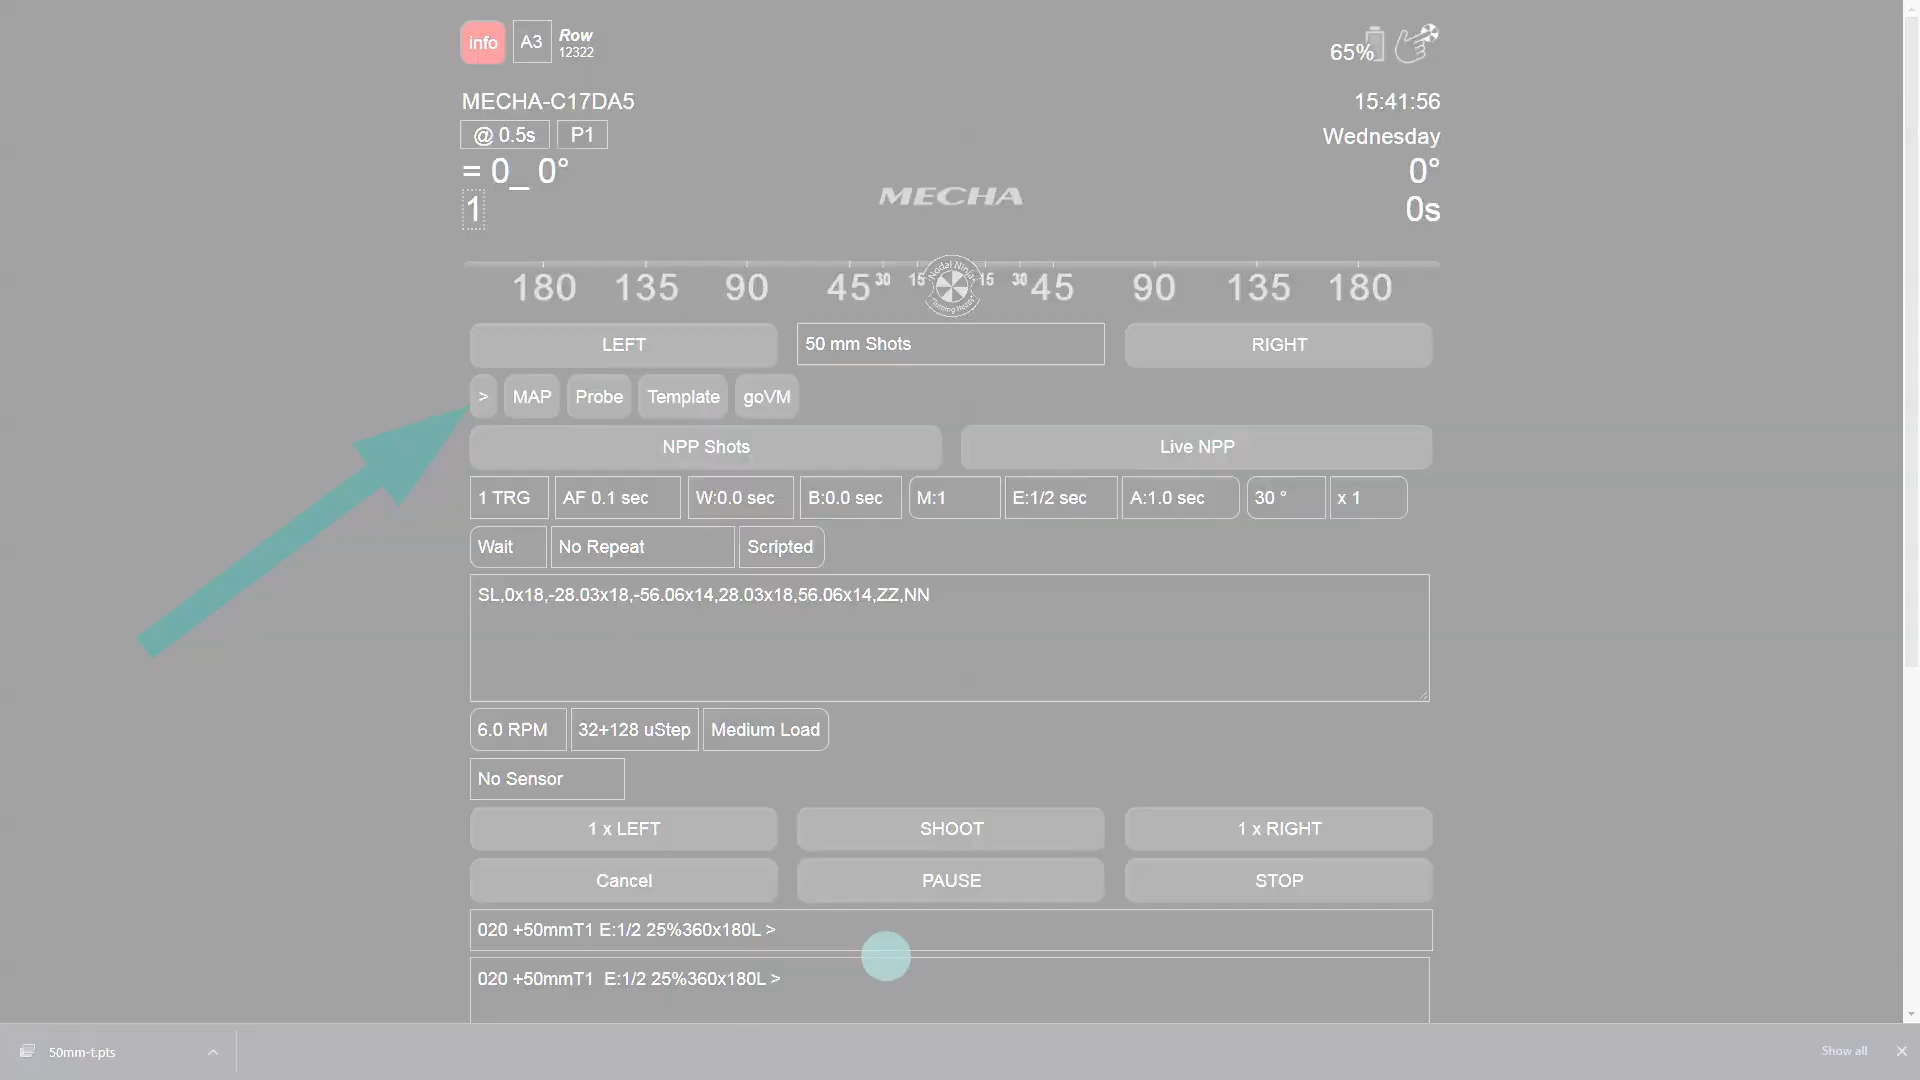 info A3 Row 65%
12322
MECHA-C17DA5 15:41:56
@ 0.5s P1 Wednesday
= 0_ 0° 0°
MECHA
1 0s
180 135 90 45 30 15 Nodal Ninja 15 30 45 90 135 180
LEFT 50 mm Shots RIGHT
> MAP Probe Template goVM
NPP Shots Live NPP
1 TRG AF 0.1 sec W:0.0 sec B:0.0 sec M:1 E:1/2 sec A:1.0 sec 30 ° x 1
Wait No Repeat Scripted
SL,0x18,-28.03x18,-56.06x14,28.03x18,56.06x14,ZZ,NN
6.0 RPM 32+128 uStep Medium Load
No Sensor
1 x LEFT SHOOT 1 x RIGHT
Cancel PAUSE STOP
020 +50mmT1 E:1/2 25%360x180L >
020 +50mmT1  E:1/2 25%360x180L >
50mm-t.pts Show all